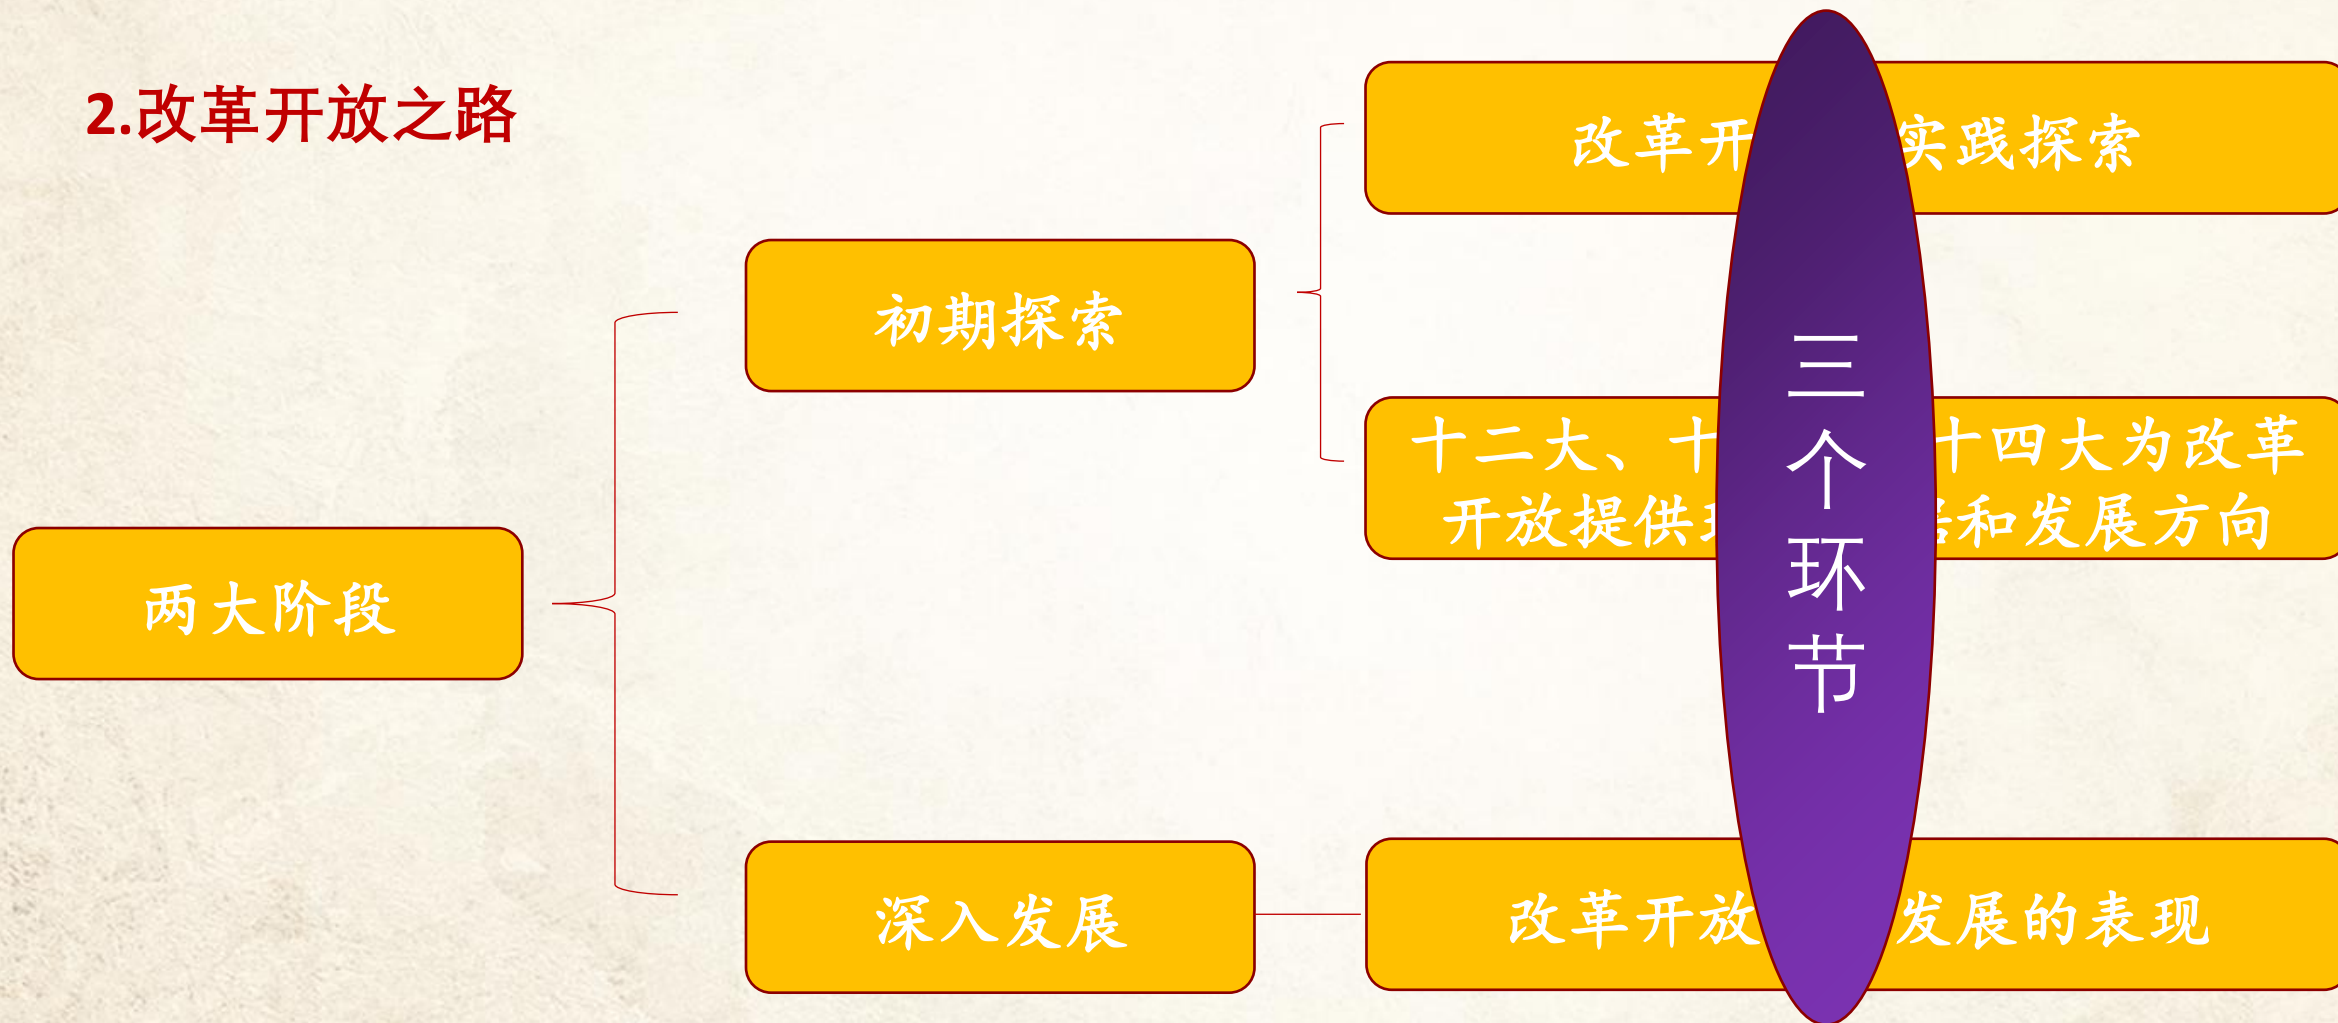 2.改革开放之路
改革开 实践探索
初期探索
十二大、十 十四大为改革
开放提供 和发展方向
两大阶段
深入发展
改革开放 发展的表现
三
个
环
节